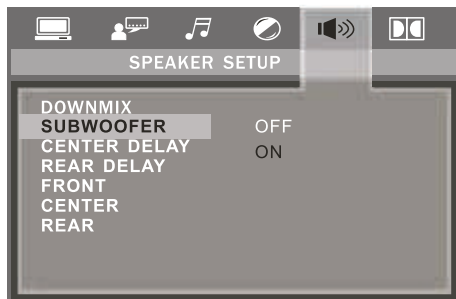 SPEAKER SETUP
DOWNMIX
SUBWOOFER OFF
CENTER DELAY ON
REAR DELAY
FRONT
CENTER
REAR